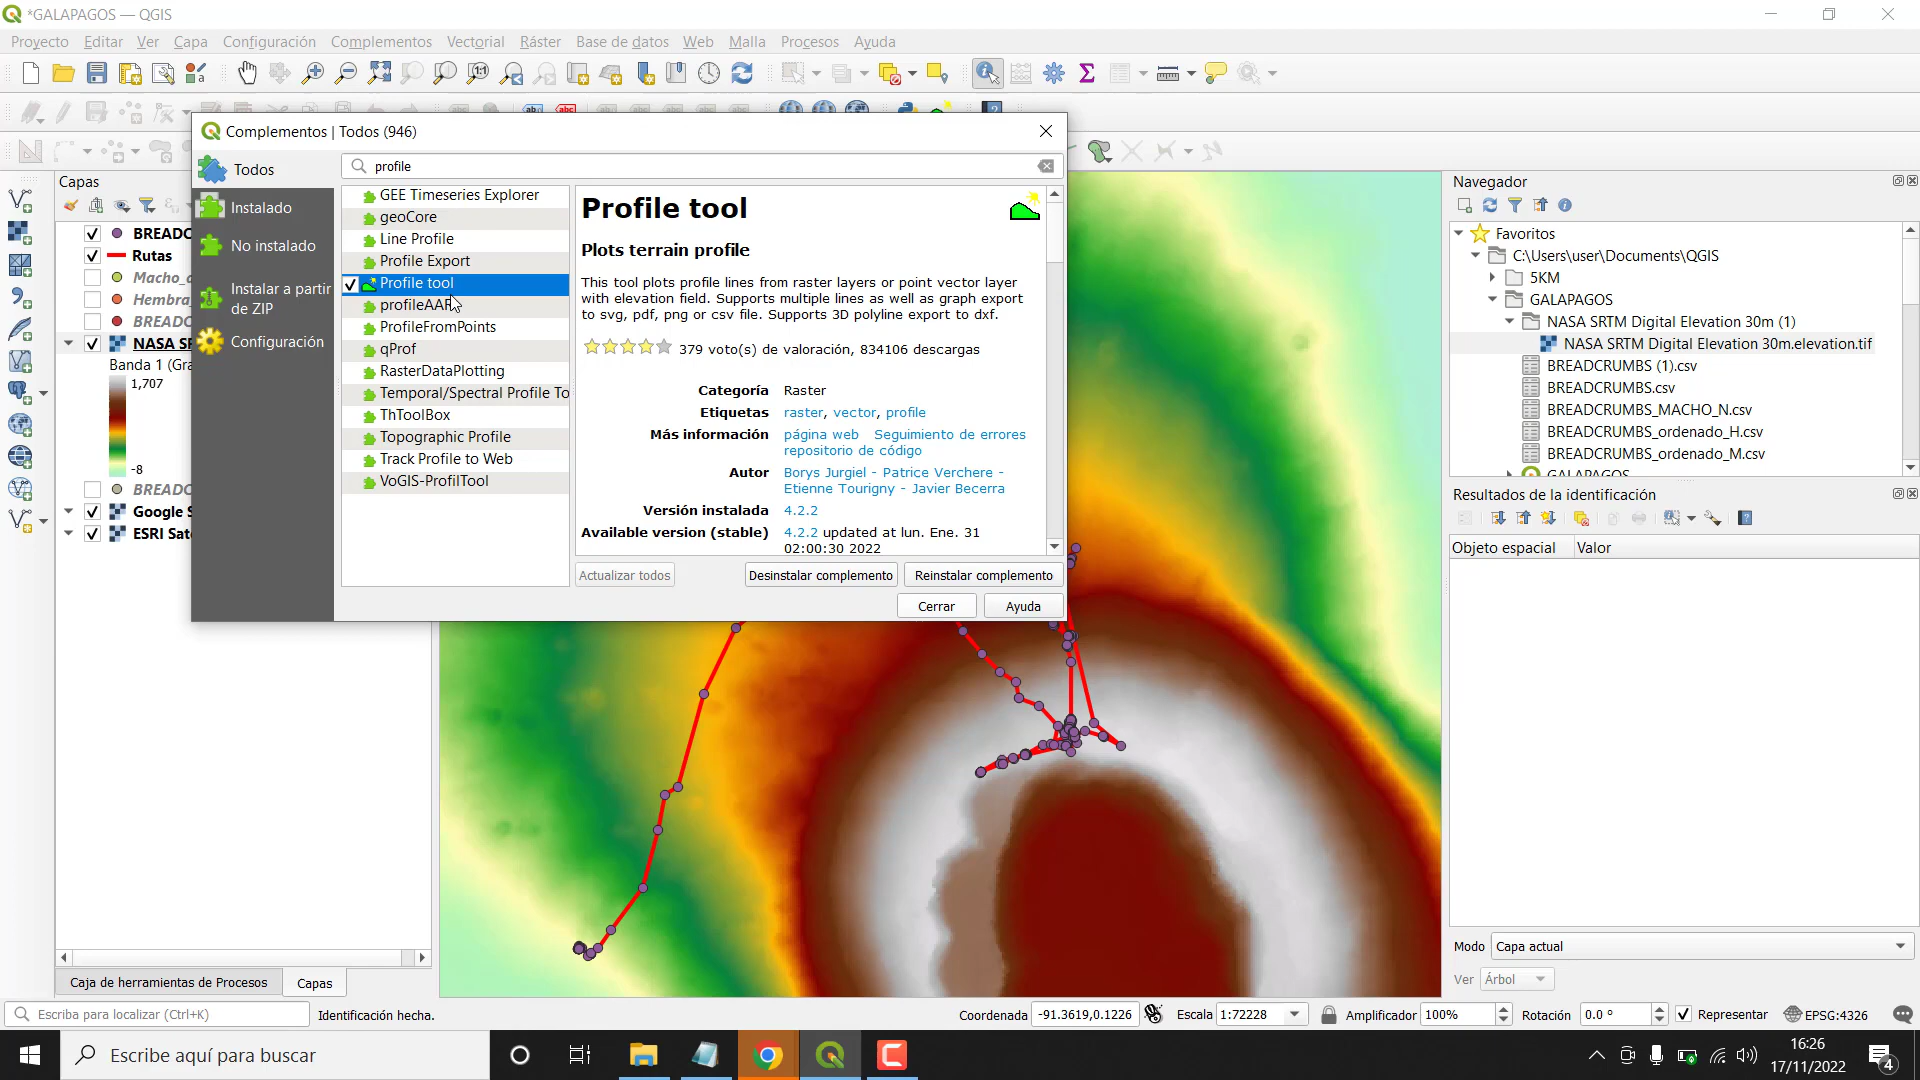 *GALAPAGOS — QGIS
Proyecto Editar Ver Capa Configuración Complementos Vectorial Ráster Base de datos Web Malla Procesos Ayuda
Complementos | Todos (946)
Todos
Instalado
No instalado
Instalar a partir
de ZIP
Configuración
profile
GEE Timeseries Explorer
geoCore
Line Profile
Profile Export
Profile tool
profileAAR
ProfileFromPoints
qProf
RasterDataPlotting
Temporal/Spectral Profile To
ThToolBox
Topographic Profile
Track Profile to Web
VoGIS-ProfilTool
Profile tool
Plots terrain profile
This tool plots profile lines from raster layers or point vector layer
with elevation field. Supports multiple lines as well as graph export
to svg, pdf, png or csv file. Supports 3D polyline export to dxf.
379 voto(s) de valoración, 834106 descargas
Categoría Raster
Etiquetas raster, vector, profile
Más información página web Seguimiento de errores
repositorio de código
Autor Borys Jurgiel - Patrice Verchere -
Etienne Tourigny - Javier Becerra
Versión instalada 4.2.2
Available version (stable) 4.2.2 updated at lun. Ene. 31
02:00:30 2022
Actualizar todos Desinstalar complemento Reinstalar complemento
Cerrar Ayuda
Capas
BREADC
Rutas
Macho_
Hembra
BREADC
NASA SR
Banda 1 (Gra
1,707
-8
BREADC
Google S
ESRI Sate
Caja de herramientas de Procesos Capas
Navegador
Favoritos
C:\Users\user\Documents\QGIS
5KM
GALAPAGOS
NASA SRTM Digital Elevation 30m (1)
NASA SRTM Digital Elevation 30m.elevation.tif
BREADCRUMBS (1).csv
BREADCRUMBS.csv
BREADCRUMBS_MACHO_N.csv
BREADCRUMBS_ordenado_H.csv
BREADCRUMBS_ordenado_M.csv
GALAPAGOS
Resultados de la identificación
Objeto espacial Valor
Modo Capa actual
Ver Árbol
Escriba para localizar (Ctrl+K) Identificación hecha. Coordenada -91.3619,0.1226 Escala 1:72228 Amplificador 100% Rotación 0.0 ° Representar EPSG:4326
Escribe aquí para buscar
16:26
17/11/2022
4